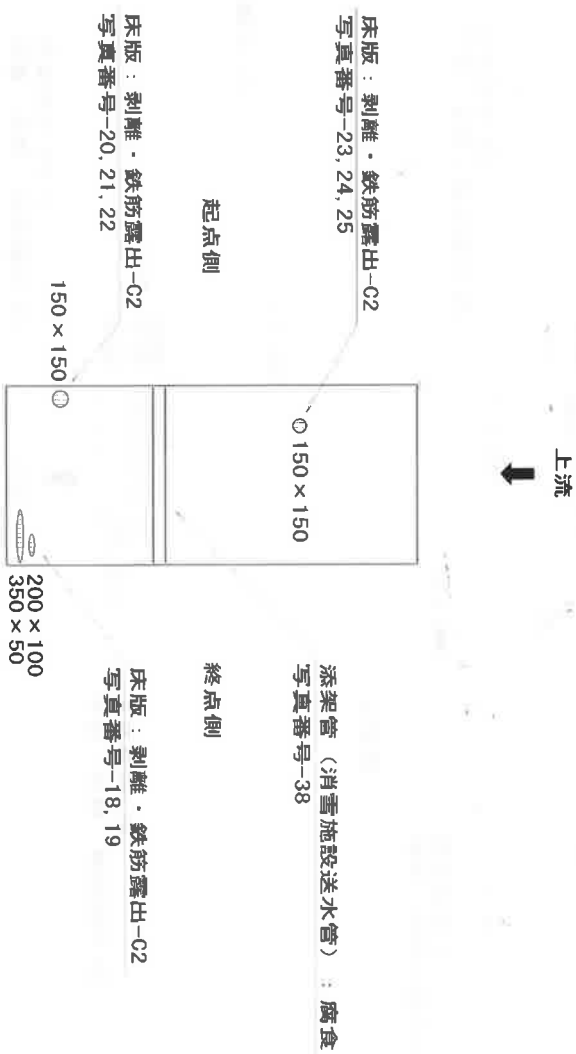 上流
床版：剥離・鉄筋露出-C2
写真番号-23, 24, 25
150×150
添架管（消雪施設送水管）：腐食
写真番号-38
起点側
終点側
床版：剥離・鉄筋露出-C2
写真番号-20, 21, 22
150×150
床版：剥離・鉄筋露出-C2
写真番号-18, 19
200×100
350×50